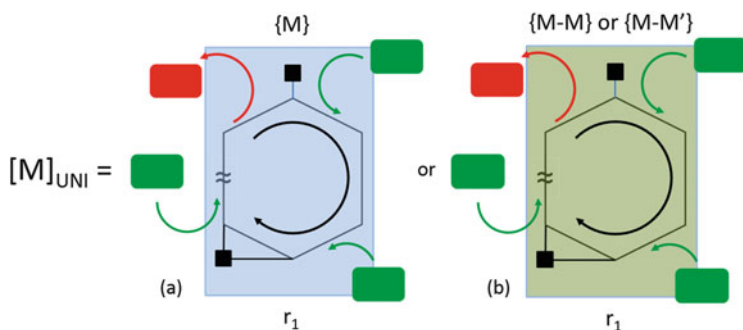 {M}
{M-M} or {M-M’}
[M]UNI =
≈
or
≈
(a)
(b)
r1
r1